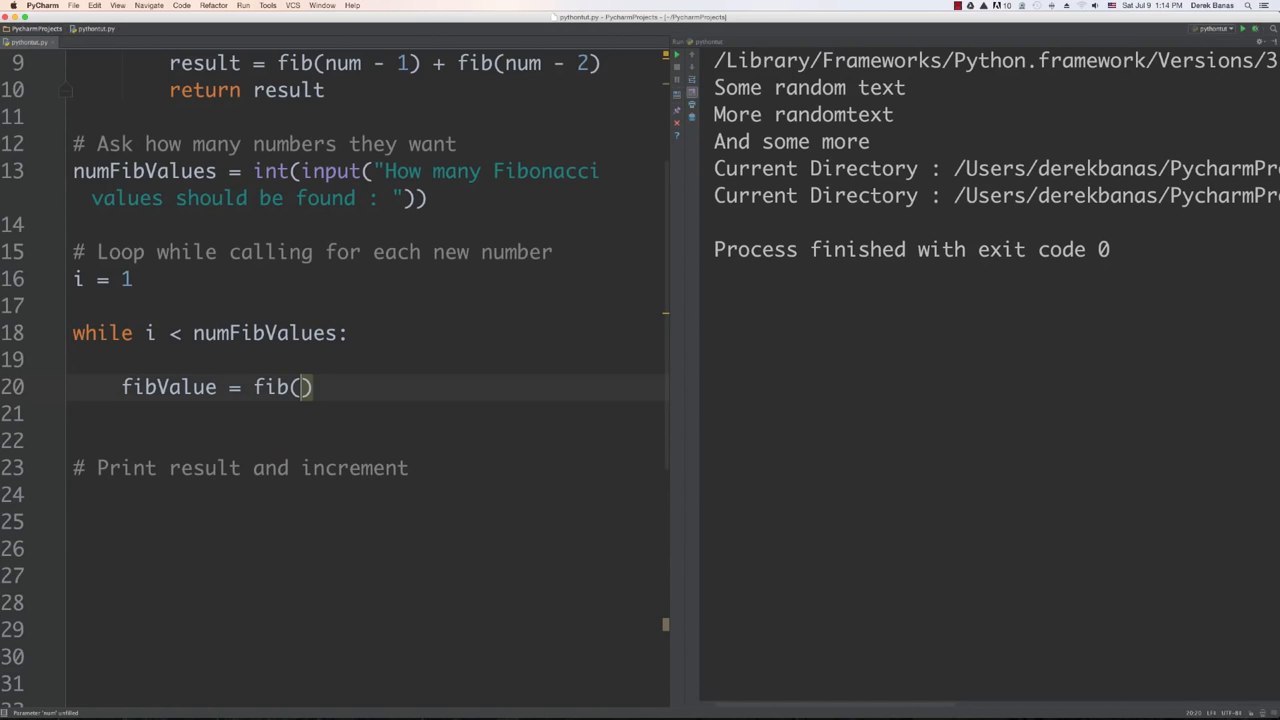 PyCharm File Edit View Navigate Code Refactor Run Tools VCS Window Help
10 Sat Jul 9 1:14 PM Derek Banas
pythontut.py - PycharmProjects - [~/PycharmProjects]
PycharmProjects pythontut.py pythontut
pythontut.py
Run pythontut
9 result = fib(num - 1) + fib(num - 2)
10 return result
11
12 # Ask how many numbers they want
13 numFibValues = int(input("How many Fibonacci
values should be found : "))
14
15 # Loop while calling for each new number
16 i = 1
17
18 while i < numFibValues:
19
20 fibValue = fib()
21
22
23 # Print result and increment
24
25
26
27
28
29
30
31
/Library/Frameworks/Python.framework/Versions/3
Some random text
More randomtext
And some more
Current Directory : /Users/derekbanas/PycharmPr
Current Directory : /Users/derekbanas/PycharmPr
Process finished with exit code 0
Parameter 'num' unfilled
20:20 LF÷ UTF-8÷